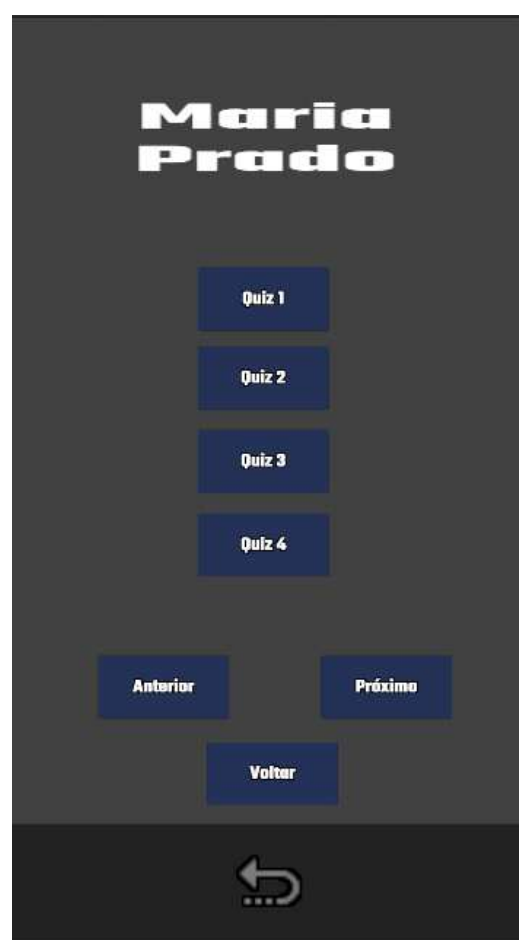 Maria
Prado
Quiz 1
Quiz 2
Quiz 3
Quiz 4
Anterior
Próximo
Voltar